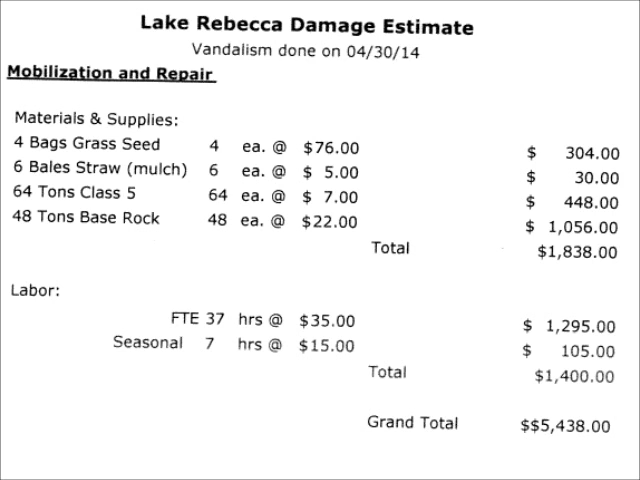 Lake Rebecca Damage Estimate
Vandalism done on 04/30/14
Mobilization and Repair
Materials & Supplies:
4 Bags Grass Seed 4 ea. @ $76.00 $ 304.00
6 Bales Straw (mulch) 6 ea. @ $ 5.00 $ 30.00
64 Tons Class 5 64 ea. @ $ 7.00 $ 448.00
48 Tons Base Rock 48 ea. @ $22.00 $ 1,056.00
Total $1,838.00
Labor:
FTE 37 hrs @ $35.00 $ 1,295.00
Seasonal 7 hrs @ $15.00 $ 105.00
Total $1,400.00
Grand Total $$5,438.00